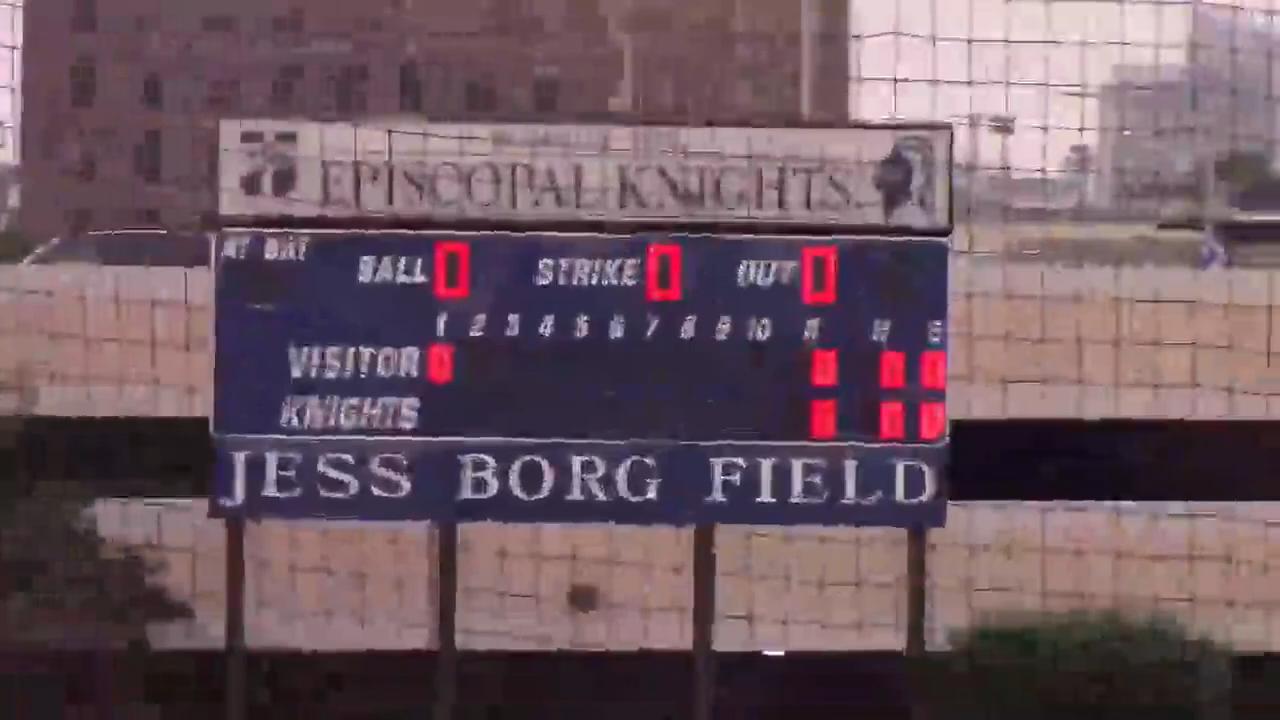 EPISCOPAL KNIGHTS
AT BAT BALL 0 STRIKE 0 OUT 0
1 2 3 4 5 6 7 8 9 10 R H E
VISITOR 0 0 0 0
KNIGHTS 0 0 0
JESS BORG FIELD